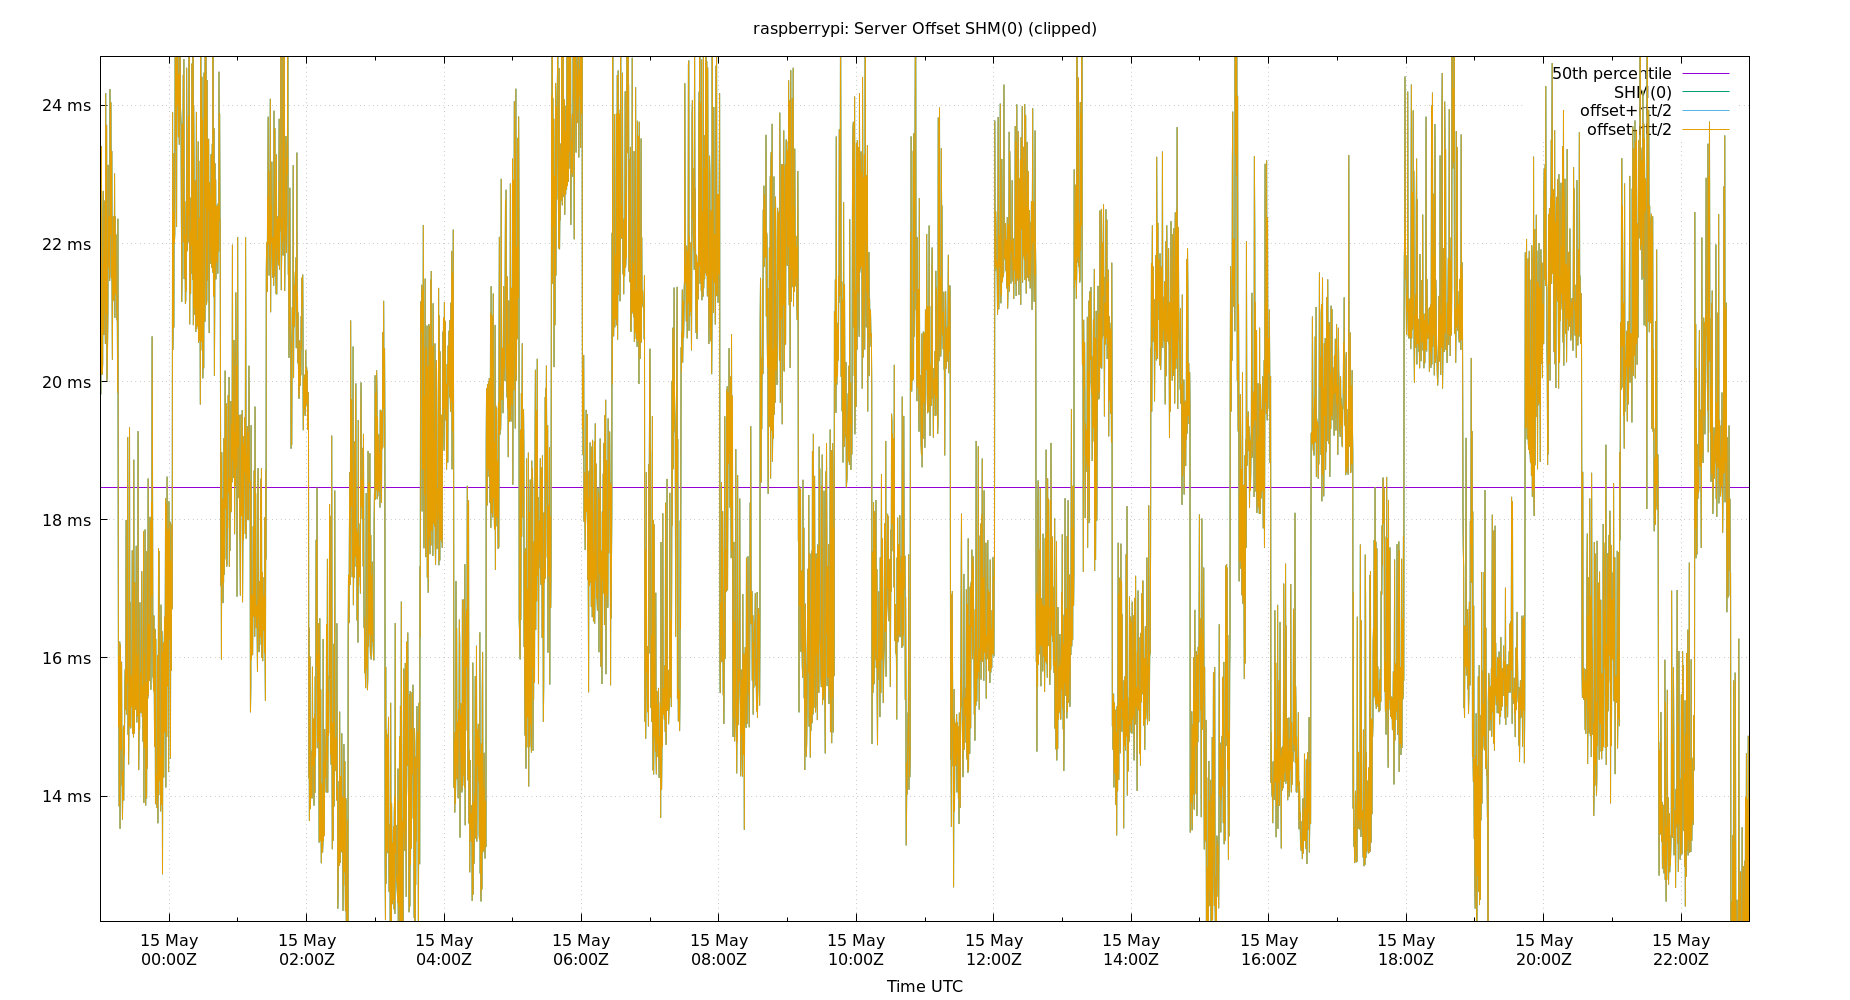 raspberrypi: Server Offset SHM(0) (clipped)
50th percentile
SHM(0)
offset+rtt/2
offset-rtt/2
24 ms
22 ms
20 ms
18 ms
16 ms
14 ms
15 May 15 May 15 May 15 May 15 May 15 May 15 May 15 May 15 May 15 May 15 May 15 May
00:00Z 02:00Z 04:00Z 06:00Z 08:00Z 10:00Z 12:00Z 14:00Z 16:00Z 18:00Z 20:00Z 22:00Z
Time UTC